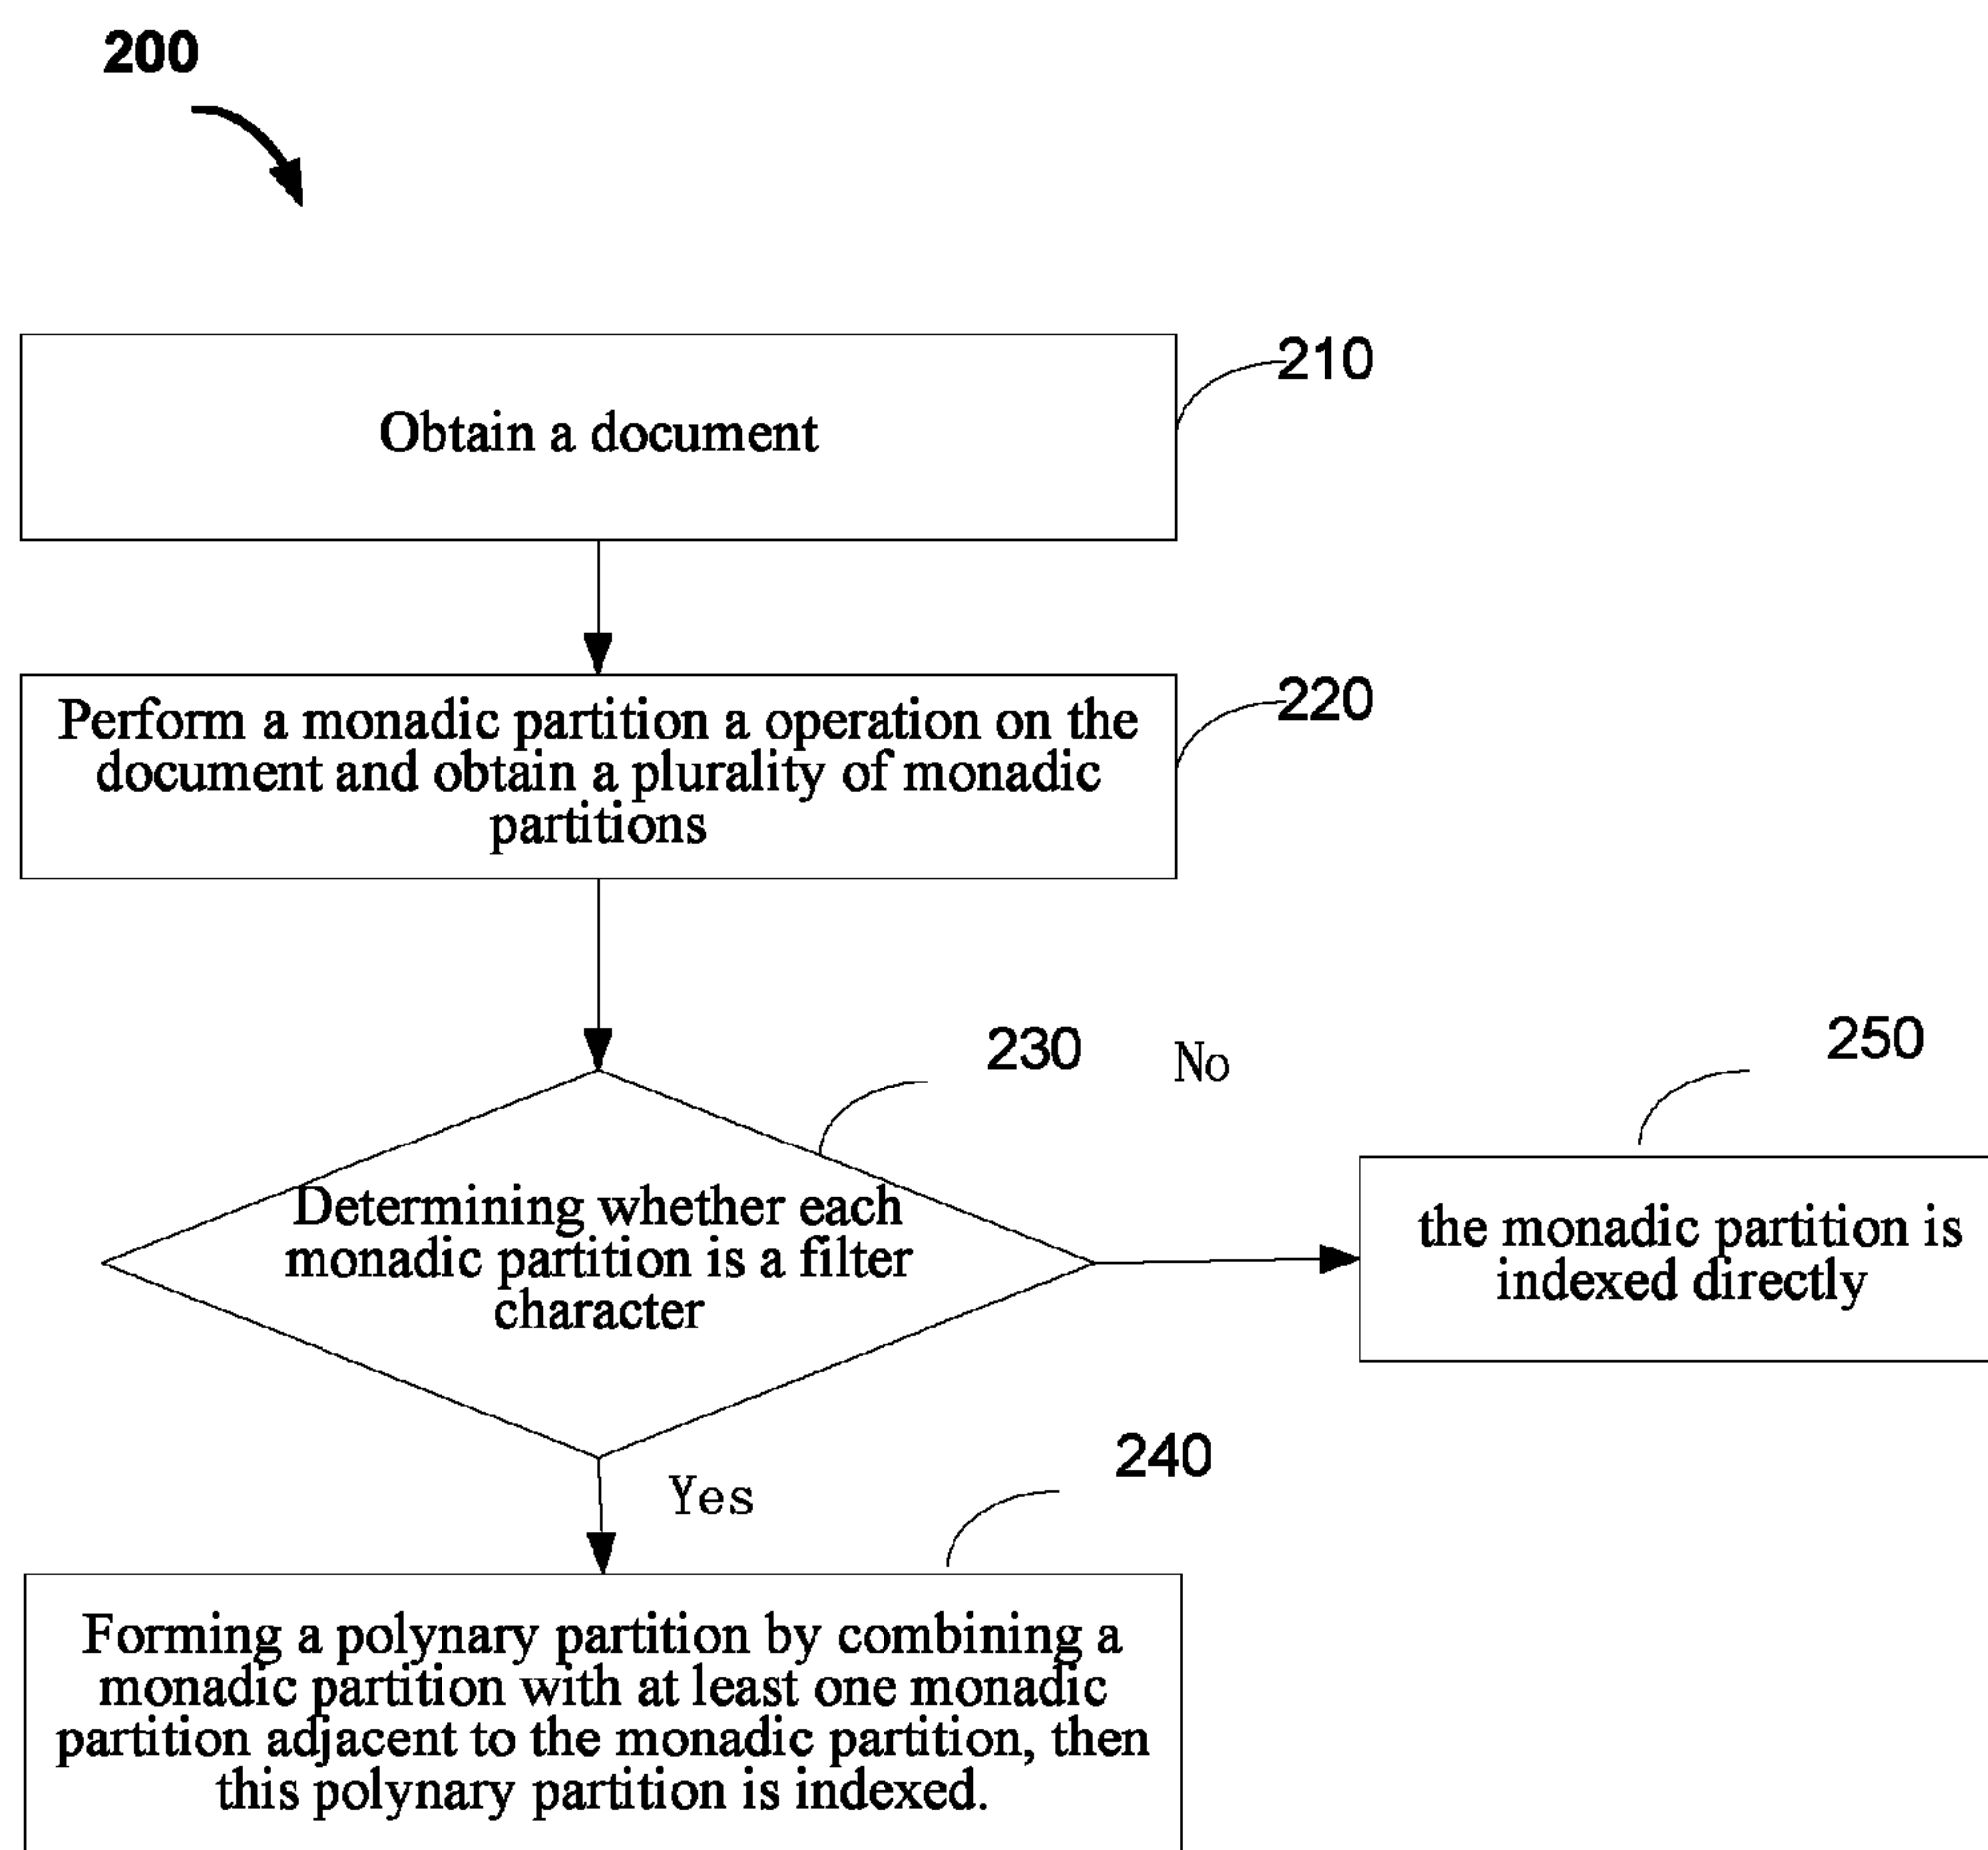 200
210
Obtain a document
220
Perform a monadic partition a operation on the
document and obtain a plurality of monadic
partitions
230
No
250
Determining whether each
monadic partition is a filter
character
the monadic partition is
indexed directly
240
Yes
Forming a polynary partition by combining a
monadic partition with at least one monadic
partition adjacent to the monadic partition, then
this polynary partition is indexed.